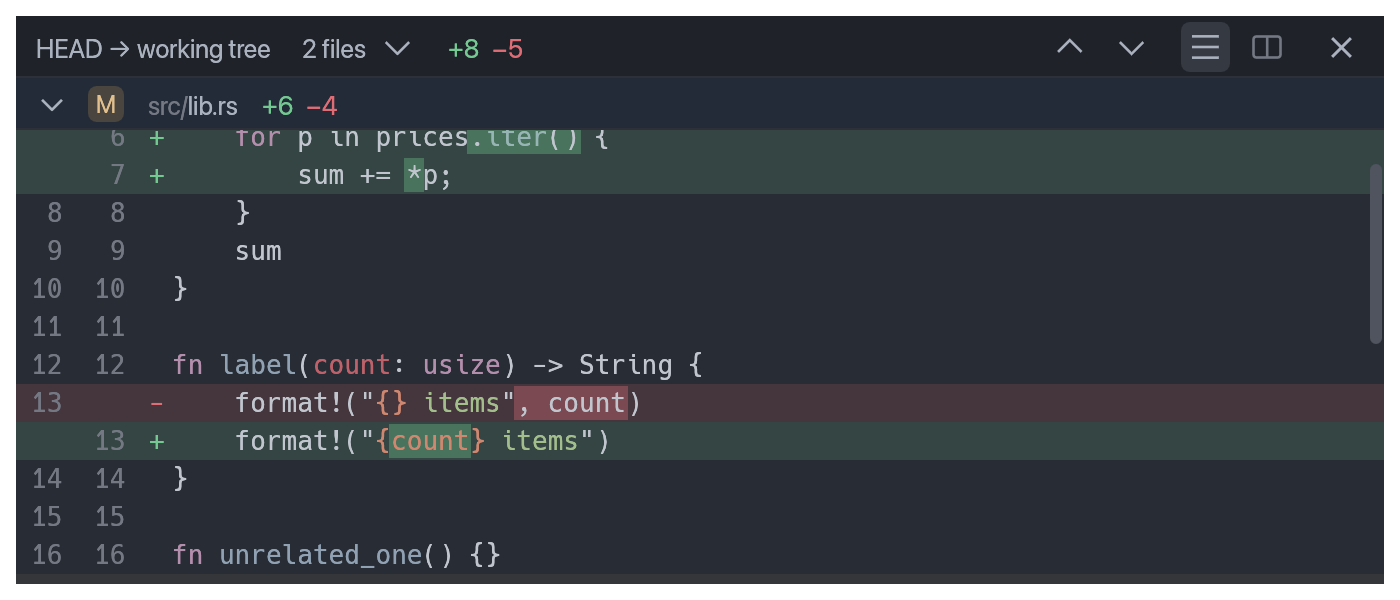 HEAD → working tree 2 files +8 −5
M src/lib.rs +6 −4
6 + for p in prices.iter() {
7 + sum += *p;
8 8 }
9 9 sum
10 10 }
11 11
12 12 fn label(count: usize) -> String {
13 - format!("{} items", count)
13 + format!("{count} items")
14 14 }
15 15
16 16 fn unrelated_one() {}